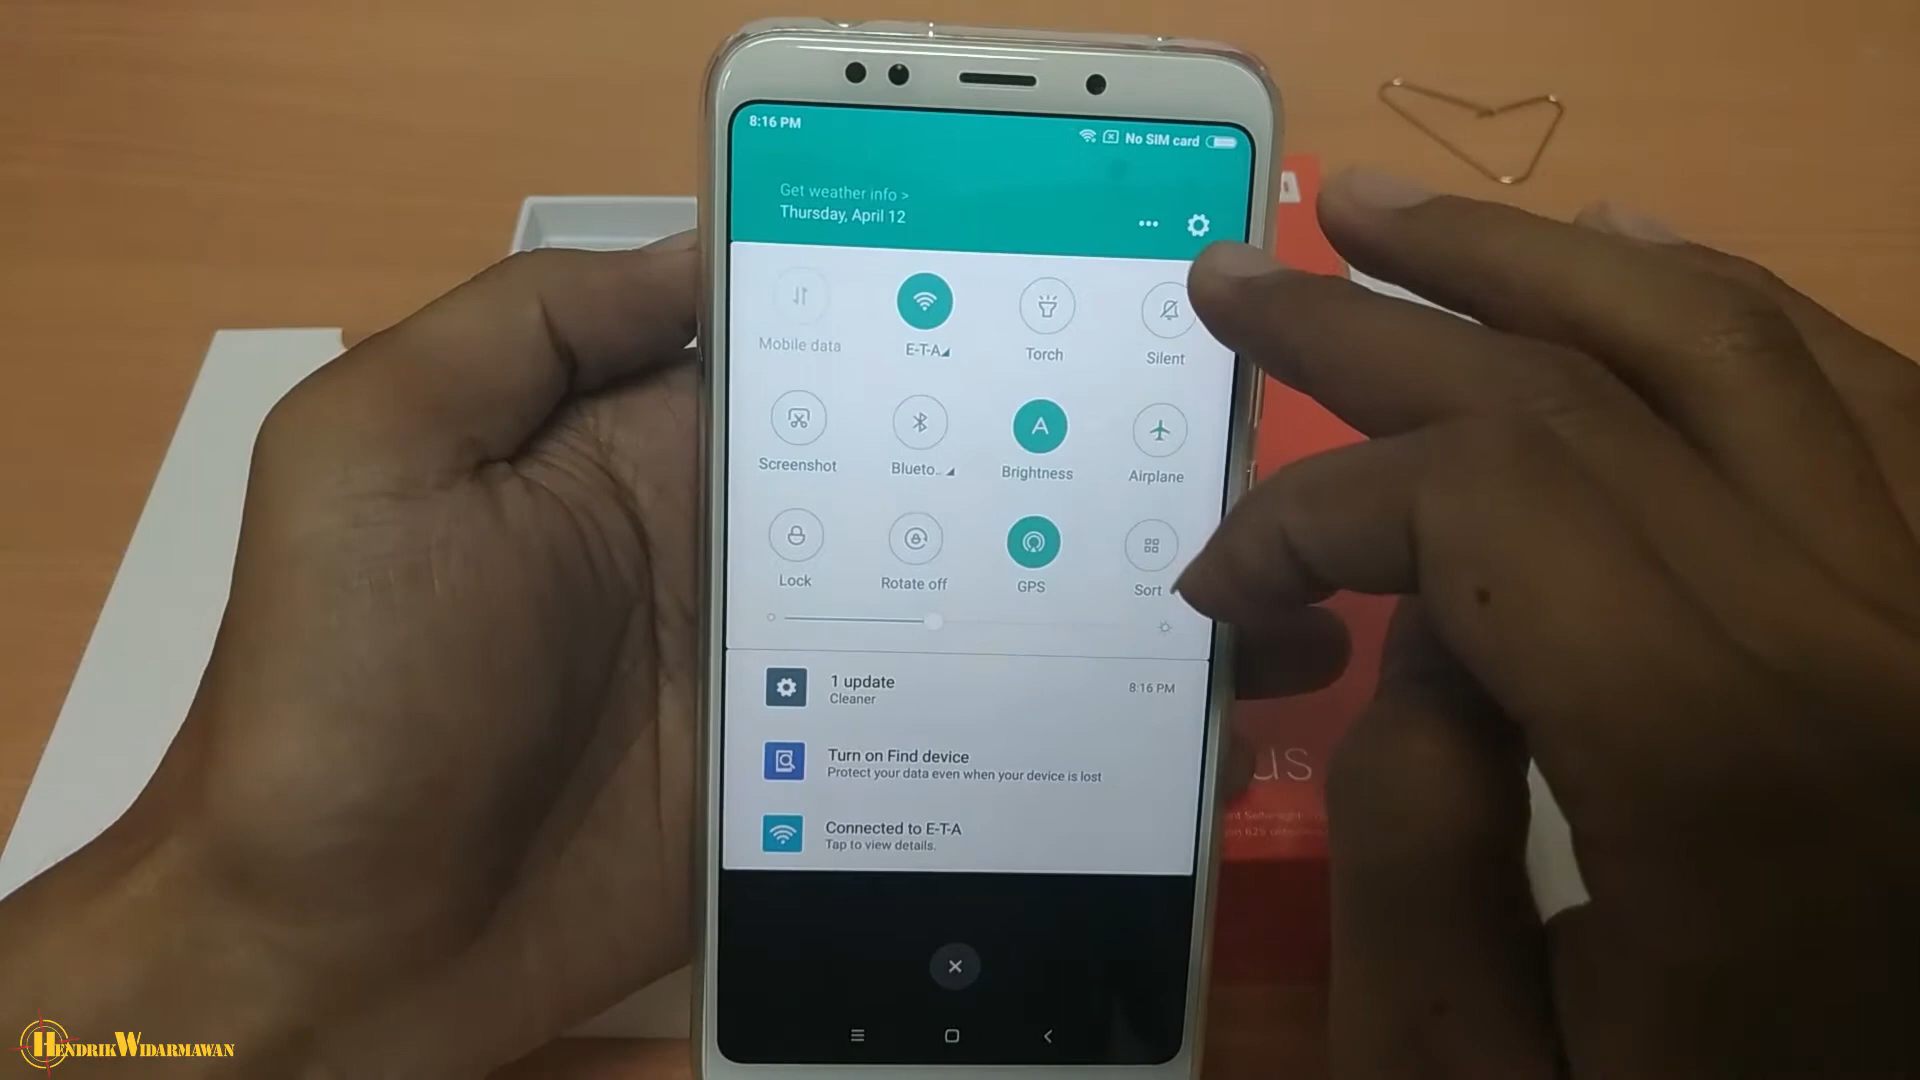 8:16 PM
No SIM card
Get weather info >
Thursday, April 12
Mobile data
E-T-A
Torch
Silent
Screenshot
Blueto..
A
Brightness
Airplane
Lock
Rotate off
GPS
Sort
1 update
Cleaner
8:16 PM
Turn on Find device
Protect your data even when your device is lost
Connected to E-T-A
Tap to view details.
us
HENDRIKWIDARMAWAN